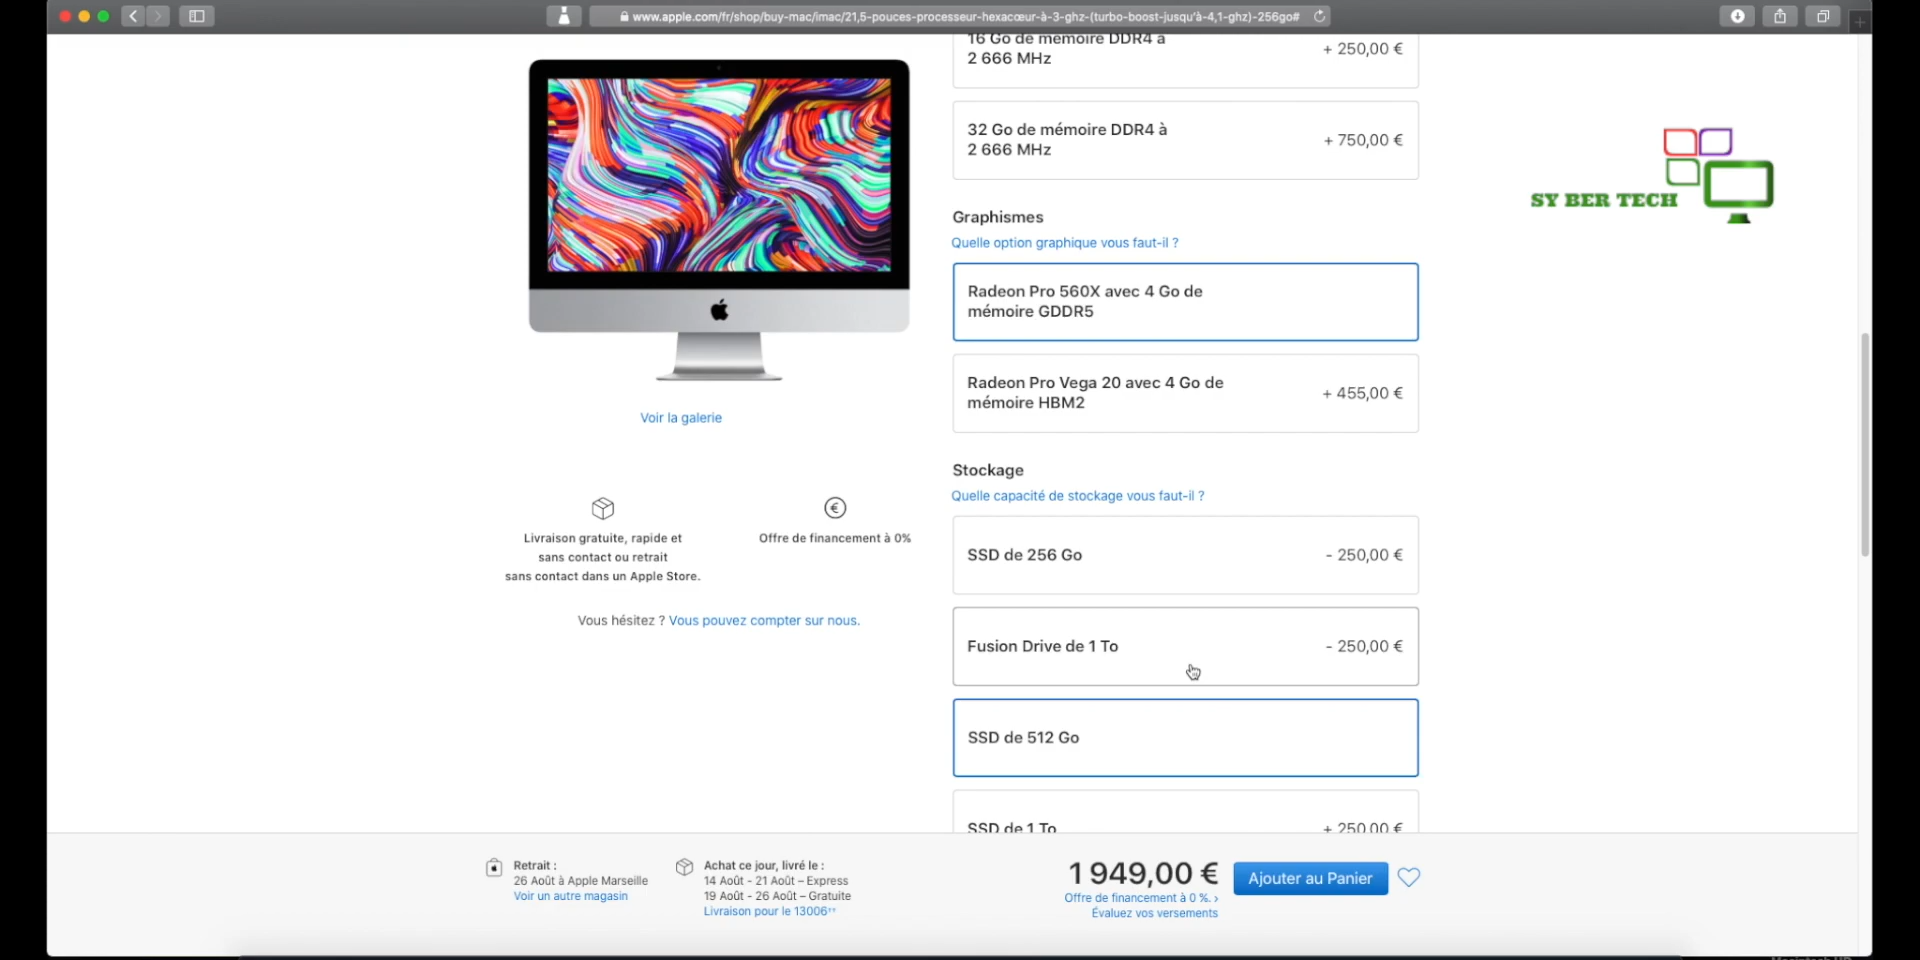 www.apple.com/fr/shop/buy-mac/imac/21,5-pouces-processeur-hexacœur-à-3-ghz-(turbo-boost-jusqu'à-4,1-ghz)-256go#
16 Go de mémoire DDR4 à
2 666 MHz
+ 250,00 €
32 Go de mémoire DDR4 à
2 666 MHz
+ 750,00 €
SY BER TECH
Graphismes
Quelle option graphique vous faut-il ?
Radeon Pro 560X avec 4 Go de
mémoire GDDR5
Radeon Pro Vega 20 avec 4 Go de
mémoire HBM2
+ 455,00 €
Voir la galerie
Stockage
Quelle capacité de stockage vous faut-il ?
Livraison gratuite, rapide et
sans contact ou retrait
sans contact dans un Apple Store.
Offre de financement à 0%
SSD de 256 Go
- 250,00 €
Vous hésitez ? Vous pouvez compter sur nous.
Fusion Drive de 1 To
- 250,00 €
SSD de 512 Go
SSD de 1 To
+ 250,00 €
Retrait :
26 Août à Apple Marseille
Voir un autre magasin
Achat ce jour, livré le :
14 Août - 21 Août – Express
19 Août - 26 Août – Gratuite
Livraison pour le 13006⁺⁺
1 949,00 €
Offre de financement à 0 %. ›
Évaluez vos versements
Ajouter au Panier